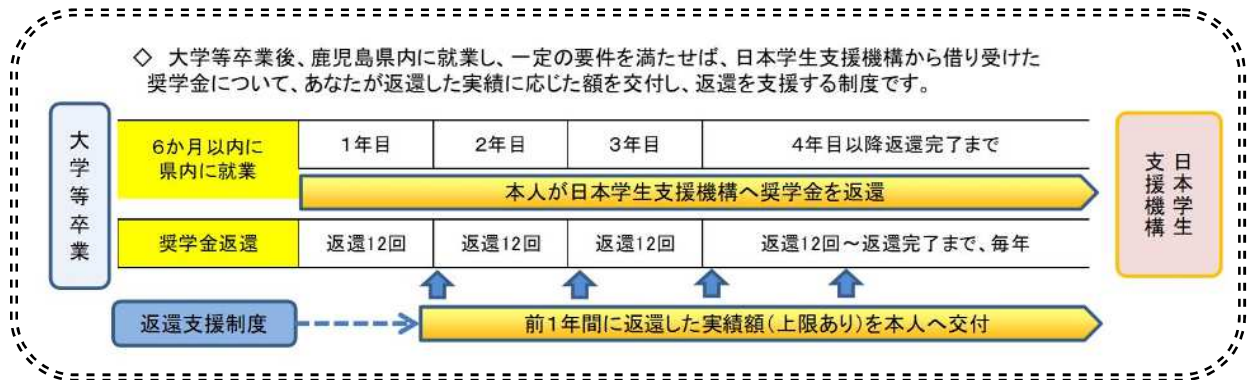 ◇ 大学等卒業後、鹿児島県内に就業し、一定の要件を満たせば、日本学生支援機構から借り受けた
奨学金について、あなたが返還した実績に応じた額を交付し、返還を支援する制度です。
大学等卒業
6か月以内に
県内に就業
1年目
2年目
3年目
4年目以降返還完了まで
本人が日本学生支援機構へ奨学金を返還
奨学金返還
返還12回
返還12回
返還12回
返還12回～返還完了まで、毎年
日本学生
支援機構
返還支援制度
前1年間に返還した実績額(上限あり)を本人へ交付